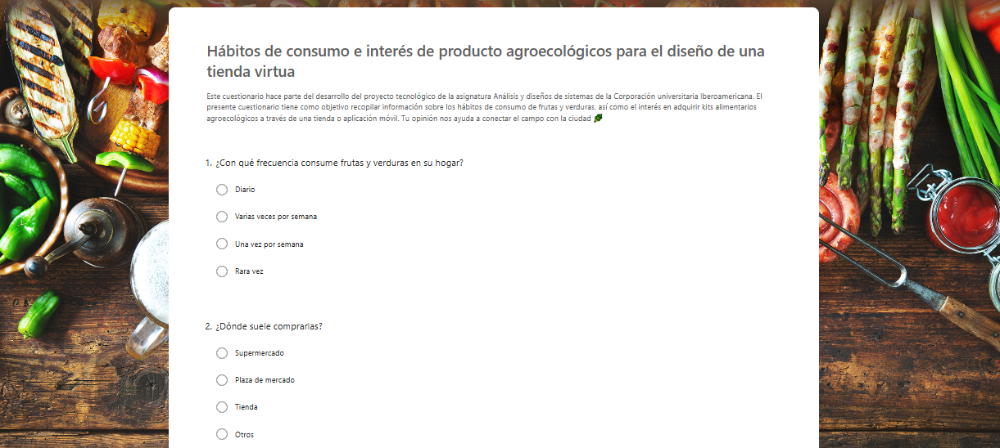 Hábitos de consumo e interés de producto agroecológicos para el diseño de una
tienda virtua
Este cuestionario hace parte del desarrollo del proyecto tecnológico de la asignatura Análisis y diseños de sistemas de la Corporación universitaria Iberoamericana. El
presente cuestionario tiene como objetivo recopilar información sobre los hábitos de consumo de frutas y verduras, así como el interés en adquirir kits alimentarios
agroecológicos a través de una tienda o aplicación móvil. Tu opinión nos ayuda a conectar el campo con la ciudad
1. ¿Con qué frecuencia consume frutas y verduras en su hogar?
Diario
Varias veces por semana
Una vez por semana
Rara vez
2. ¿Dónde suele comprarlas?
Supermercado
Plaza de mercado
Tienda
Otros